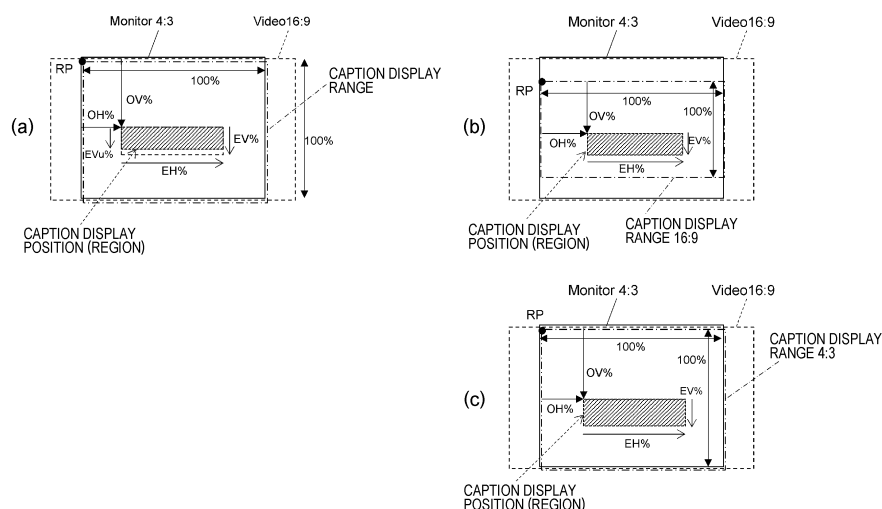 Monitor 4:3
Video16:9
RP
100%
CAPTION DISPLAY
RANGE
OV%
(a)
OH%
EV%
100%
EVu%
EH%
CAPTION DISPLAY
POSITION (REGION)
Monitor 4:3
Video16:9
RP
100%
100%
OV%
(b)
OH%
EV%
EH%
CAPTION DISPLAY
POSITION (REGION)
CAPTION DISPLAY
RANGE 16:9
Monitor 4:3
Video16:9
RP
100%
100%
CAPTION DISPLAY
RANGE 4:3
OV%
EV%
(c)
OH%
EH%
CAPTION DISPLAY
POSITION (REGION)